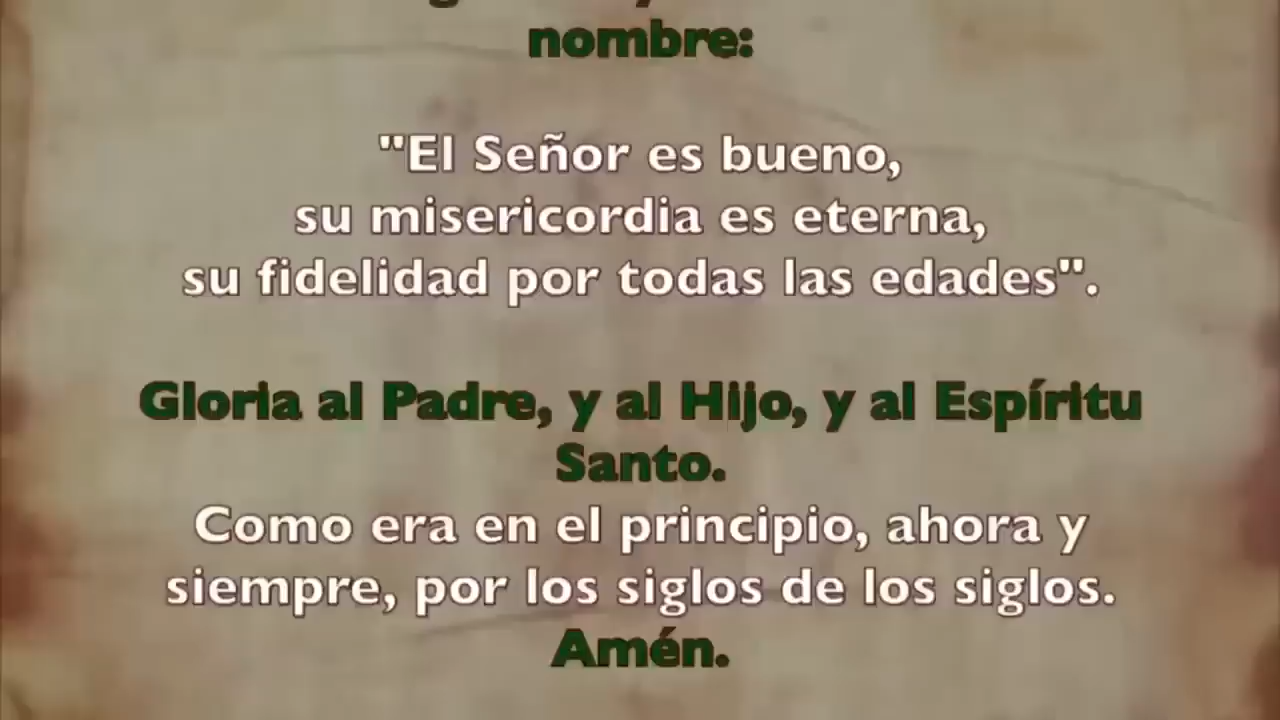 nombre:
"El Señor es bueno,
su misericordia es eterna,
su fidelidad por todas las edades".
Gloria al Padre, y al Hijo, y al Espíritu
Santo.
Como era en el principio, ahora y
siempre, por los siglos de los siglos.
Amén.